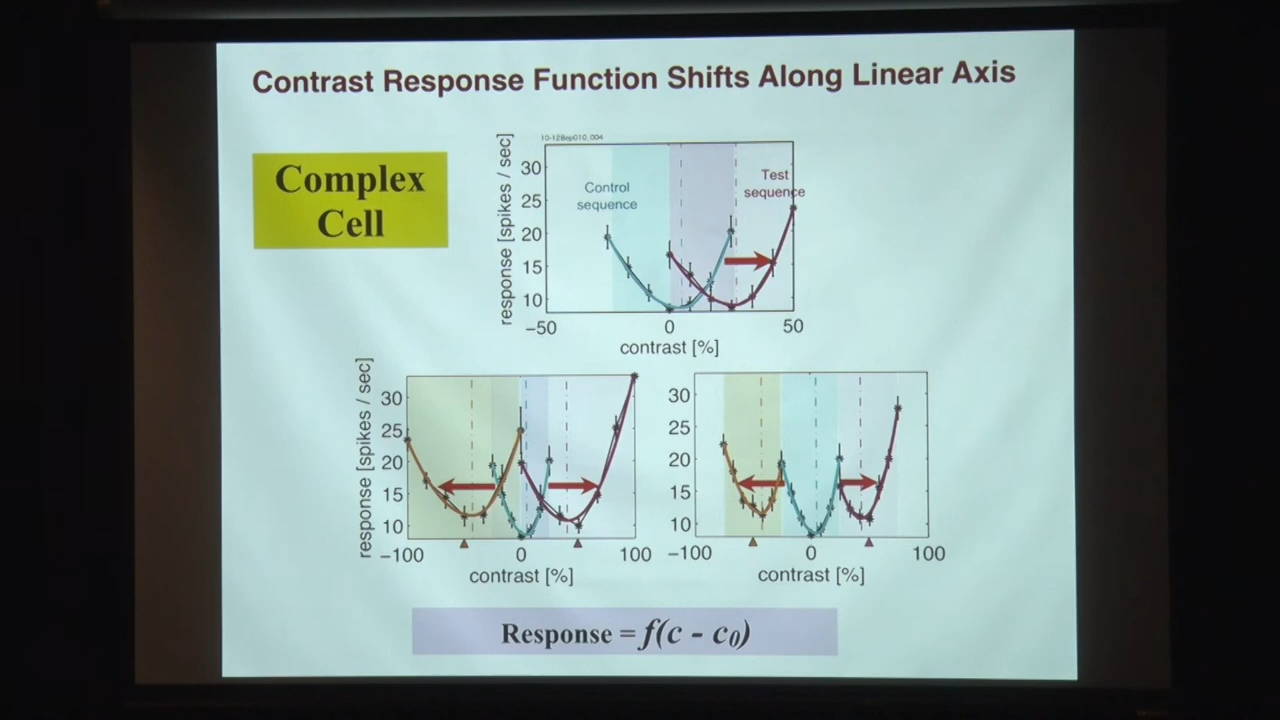 Contrast Response Function Shifts Along Linear Axis
Complex
Cell
response [spikes / sec]
30
25
20
15
10
Control
sequence
Test
sequence
−50
0
50
contrast [%]
response [spikes / sec]
30
25
20
15
10
−100
0
100
contrast [%]
30
25
20
15
10
−100
0
100
contrast [%]
Response = f(c - c0)